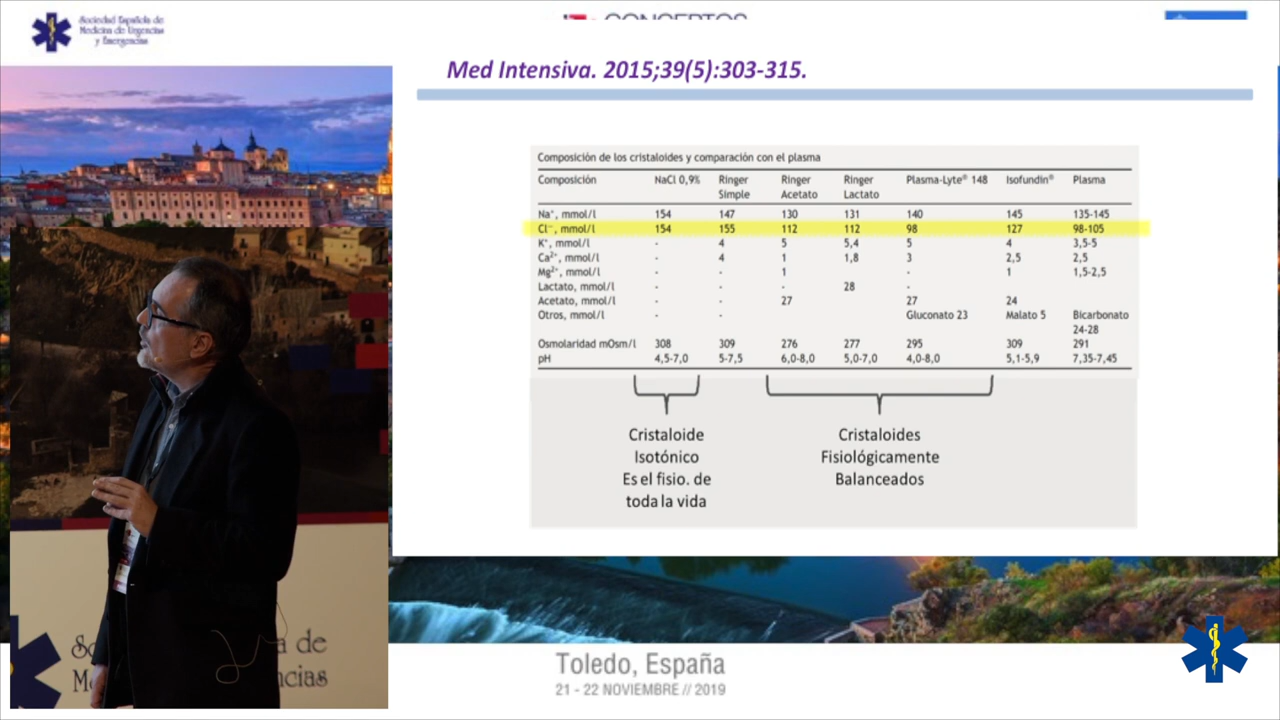 Sociedad Española de
Medicina de Urgencias
y Emergencias
CONCEPTOS
Med Intensiva. 2015;39(5):303-315.
Composición de los cristaloides y comparación con el plasma
Composición NaCl 0,9% Ringer Simple Ringer Acetato Ringer Lactato Plasma-Lyte® 148 Isofundin® Plasma
Na⁺, mmol/l 154 147 130 131 140 145 135-145
Cl⁻, mmol/l 154 155 112 112 98 127 98-105
K⁺, mmol/l - 4 5 5,4 5 4 3,5-5
Ca²⁺, mmol/l - 4 1 1,8 3 2,5 2,5
Mg²⁺, mmol/l - - 1 - 1 1,5-2,5
Lactato, mmol/l - - - 28 -
Acetato, mmol/l - - 27 27 24
Otros, mmol/l - - Gluconato 23 Malato 5 Bicarbonato
24-28
Osmolaridad mOsm/l 308 309 276 277 295 309 291
pH 4,5-7,0 5-7,5 6,0-8,0 5,0-7,0 4,0-8,0 5,1-5,9 7,35-7,45
Cristaloide
Isotónico
Es el fisio. de
toda la vida
Cristaloides
Fisiológicamente
Balanceados
a de
ncias
Toledo, España
21 - 22 NOVIEMBRE // 2019